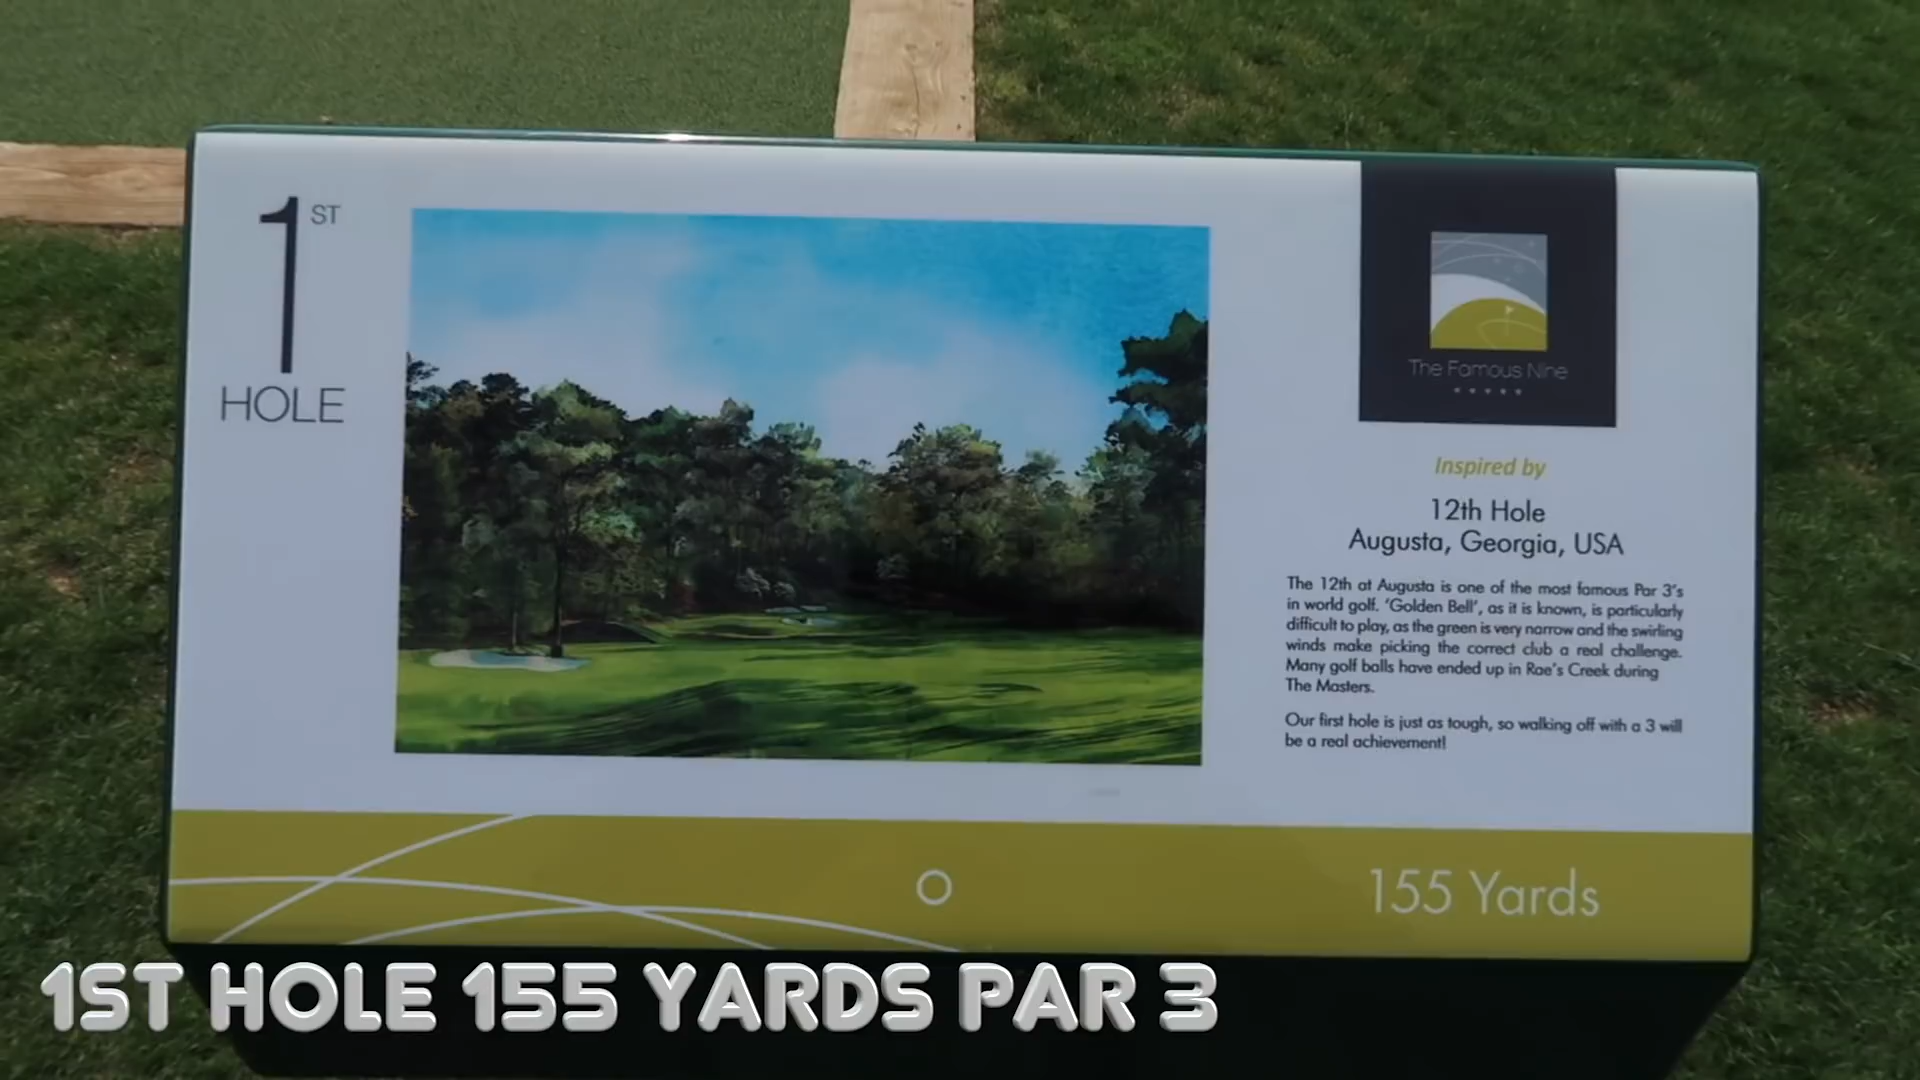 1ST
HOLE
The Famous Nine
Inspired by
12th Hole
Augusta, Georgia, USA
The 12th at Augusta is one of the most famous Par 3's
in world golf. 'Golden Bell', as it is known, is particularly
difficult to play, as the green is very narrow and the swirling
winds make picking the correct club a real challenge.
Many golf balls have ended up in Rae's Creek during
The Masters.
Our first hole is just as tough, so walking off with a 3 will
be a real achievement!
155 Yards
1ST HOLE 155 YARDS PAR 3